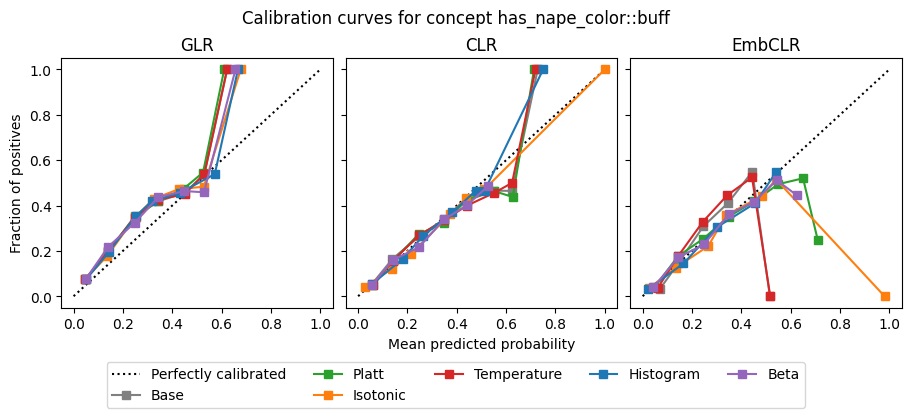 Calibration curves for concept has_nape_color::buff
GLR
CLR
EmbCLR
Fraction of positives
1.0
0.8
0.6
0.4
0.2
0.0
0.0 0.2 0.4 0.6 0.8 1.0
0.0 0.2 0.4 0.6 0.8 1.0
0.0 0.2 0.4 0.6 0.8 1.0
Mean predicted probability
Perfectly calibrated
Base
Platt
Isotonic
Temperature
Histogram
Beta